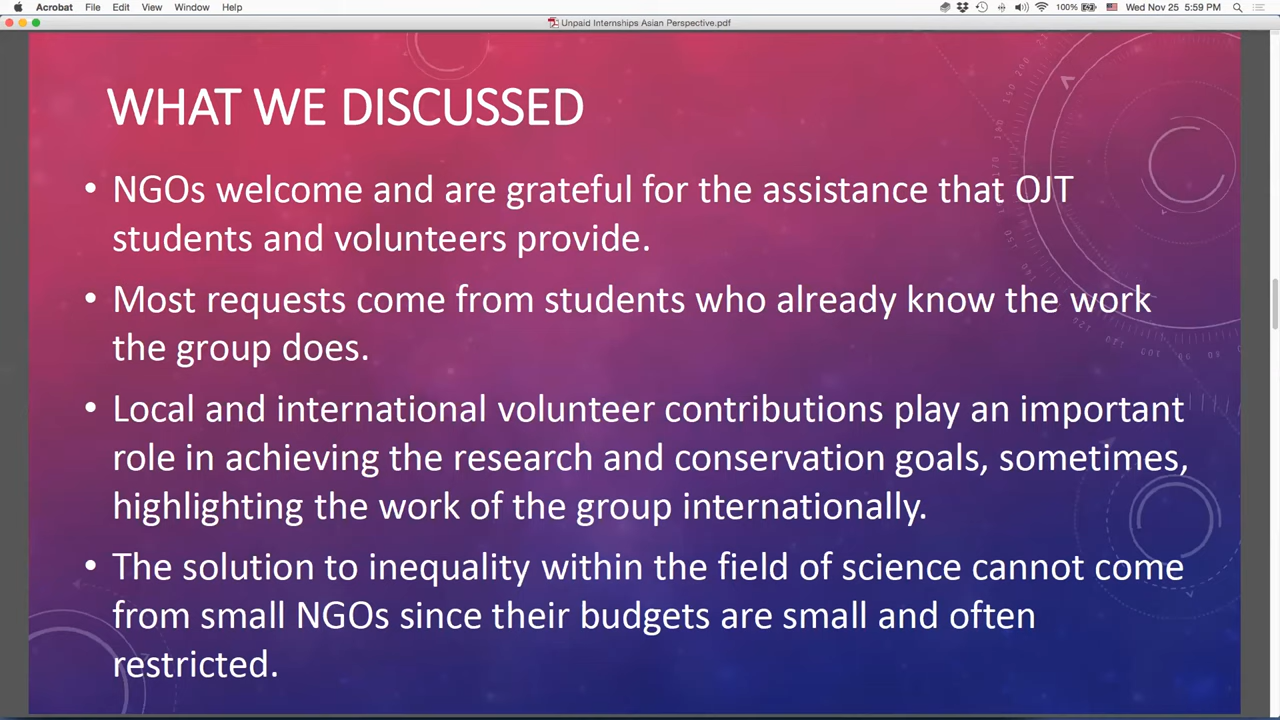 Acrobat File Edit View Window Help 100% Wed Nov 25 5:59 PM
Unpaid Internships Asian Perspective.pdf
WHAT WE DISCUSSED
• NGOs welcome and are grateful for the assistance that OJT
students and volunteers provide.
• Most requests come from students who already know the work
the group does.
• Local and international volunteer contributions play an important
role in achieving the research and conservation goals, sometimes,
highlighting the work of the group internationally.
• The solution to inequality within the field of science cannot come
from small NGOs since their budgets are small and often
restricted.